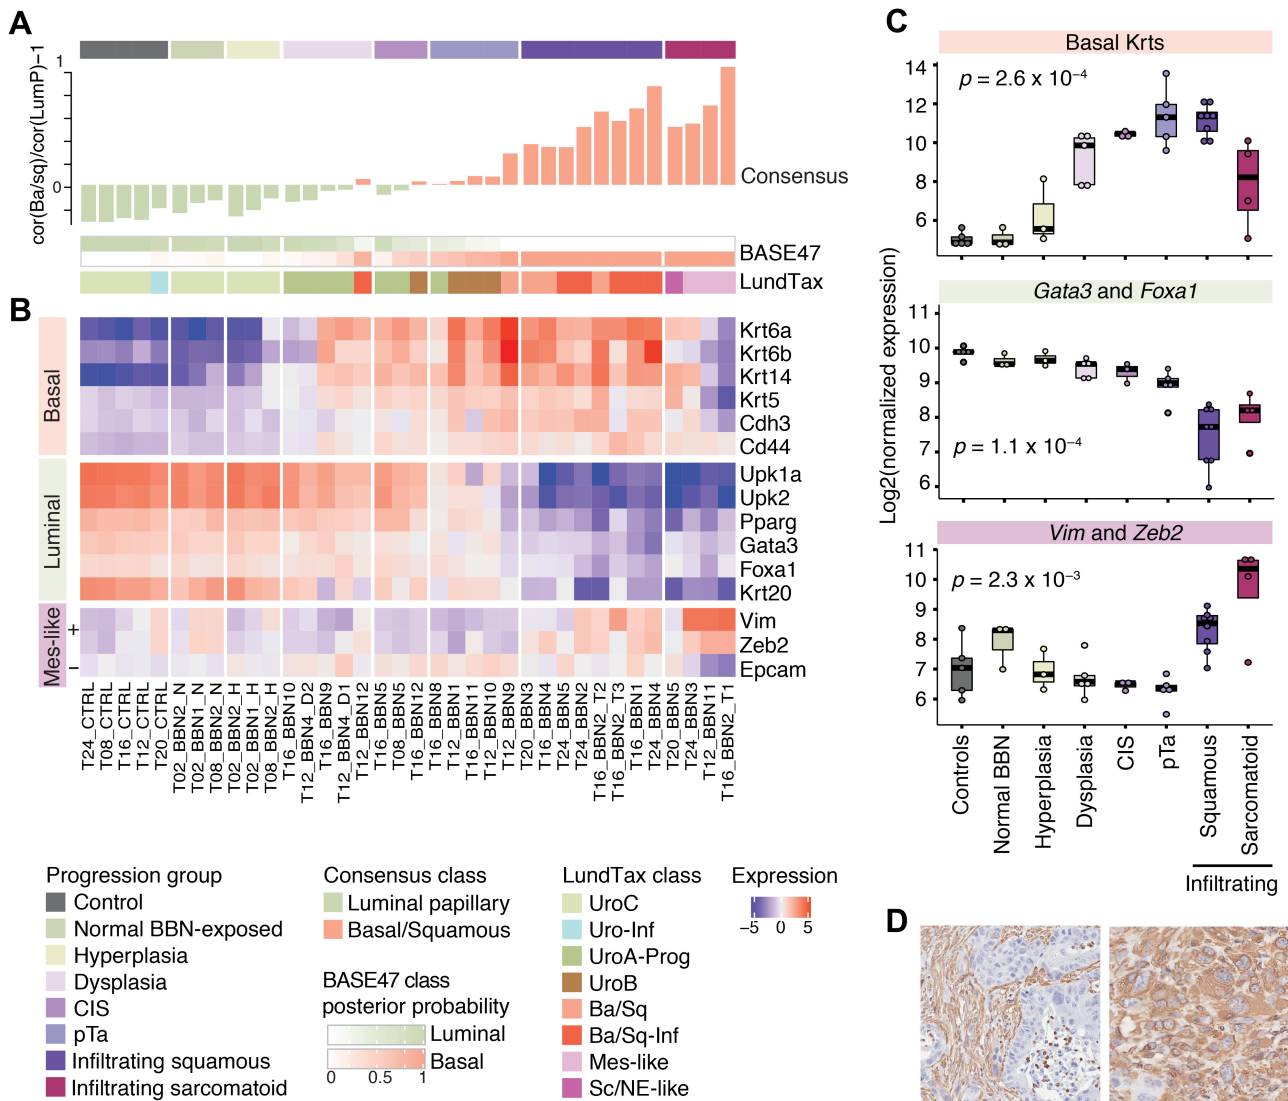 A
cor(Ba/sq)/cor(LumP)−1
1
0
Consensus
BASE47
LundTax
B
Basal
Krt6a
Krt6b
Krt14
Krt5
Cdh3
Cd44
Luminal
Upk1a
Upk2
Pparg
Gata3
Foxa1
Krt20
Mes-like
+
−
Vim
Zeb2
Epcam
T24_CTRL
T08_CTRL
T16_CTRL
T12_CTRL
T20_CTRL
T02_BBN2_N
T02_BBN1_N
T08_BBN2_N
T02_BBN2_H
T02_BBN1_H
T08_BBN2_H
T16_BBN10
T12_BBN4_D2
T16_BBN9
T12_BBN4_D1
T12_BBN12
T16_BBN5
T08_BBN5
T16_BBN12
T16_BBN8
T12_BBN1
T16_BBN11
T12_BBN10
T12_BBN9
T20_BBN3
T16_BBN4
T24_BBN5
T24_BBN2
T16_BBN2_T2
T16_BBN2_T3
T16_BBN1
T24_BBN4
T20_BBN5
T24_BBN3
T12_BBN11
T16_BBN2_T1
Progression group
Control
Normal BBN-exposed
Hyperplasia
Dysplasia
CIS
pTa
Infiltrating squamous
Infiltrating sarcomatoid
Consensus class
Luminal papillary
Basal/Squamous
BASE47 class
posterior probability
Luminal
Basal
0 0.5 1
LundTax class
UroC
Uro-Inf
UroA-Prog
UroB
Ba/Sq
Ba/Sq-Inf
Mes-like
Sc/NE-like
Expression
−5 0 5
C
Log2(normalized expression)
Basal Krts
p = 2.6 x 10⁻⁴
14
12
10
8
6
Gata3 and Foxa1
p = 1.1 x 10⁻⁴
11
10
9
8
7
6
Vim and Zeb2
p = 2.3 x 10⁻³
11
10
9
8
7
6
Controls
Normal BBN
Hyperplasia
Dysplasia
CIS
pTa
Squamous
Sarcomatoid
Infiltrating
D